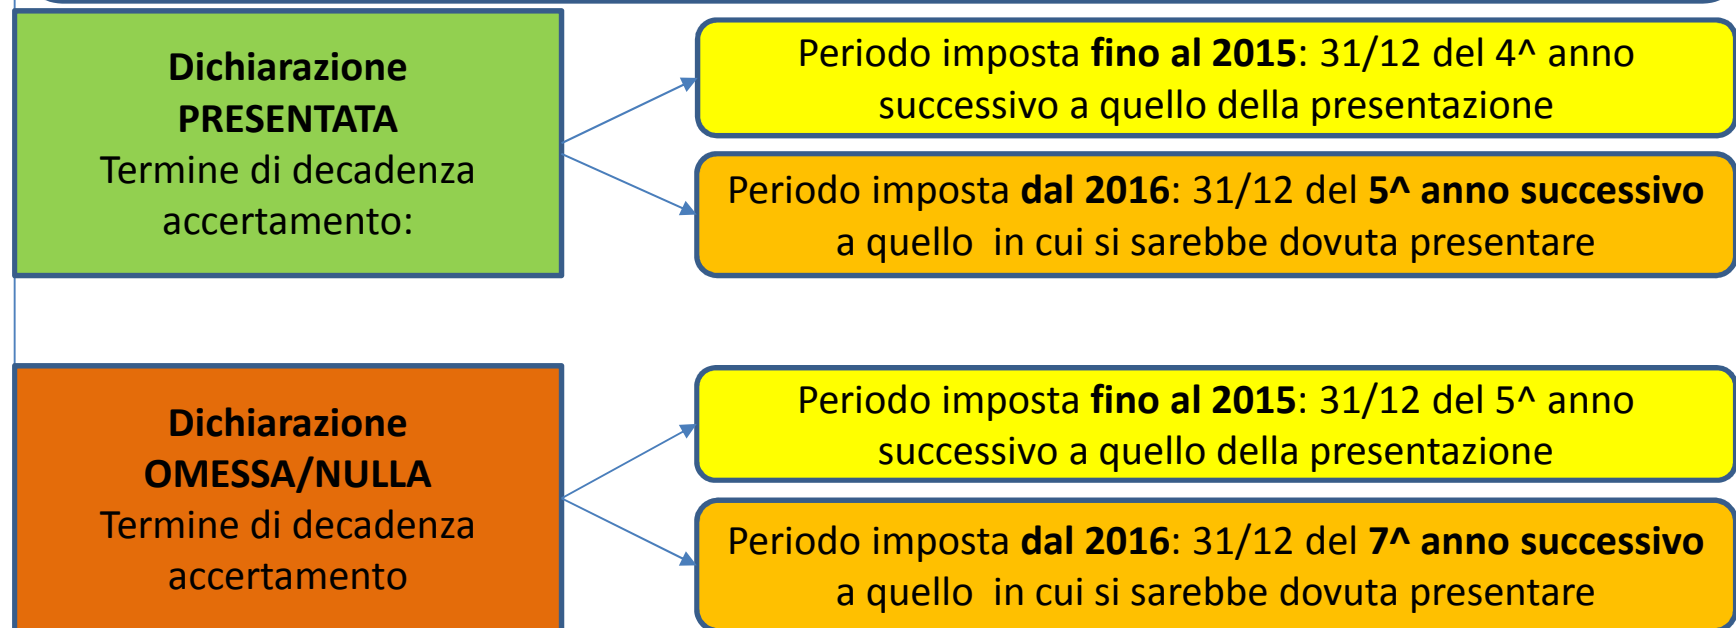 Dichiarazione
PRESENTATA
Termine di decadenza
accertamento:
Periodo imposta fino al 2015: 31/12 del 4^ anno
successivo a quello della presentazione
Periodo imposta dal 2016: 31/12 del 5^ anno successivo
a quello  in cui si sarebbe dovuta presentare
Dichiarazione
OMESSA/NULLA
Termine di decadenza
accertamento
Periodo imposta fino al 2015: 31/12 del 5^ anno
successivo a quello della presentazione
Periodo imposta dal 2016: 31/12 del 7^ anno successivo
a quello  in cui si sarebbe dovuta presentare